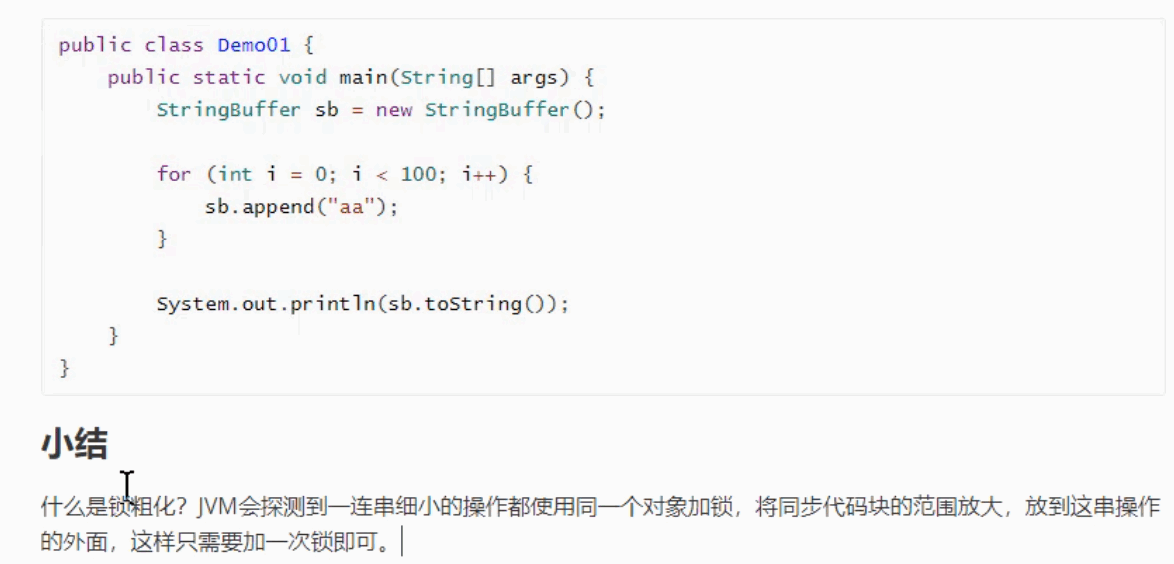 public class Demo01 {
    public static void main(String[] args) {
        StringBuffer sb = new StringBuffer();
        for (int i = 0; i < 100; i++) {
            sb.append("aa");
        }
        System.out.println(sb.toString());
    }
}
小结
什么是锁粗化？JVM会探测到一连串细小的操作都使用同一个对象加锁，将同步代码块的范围放大，放到这串操作
的外面，这样只需要加一次锁即可。